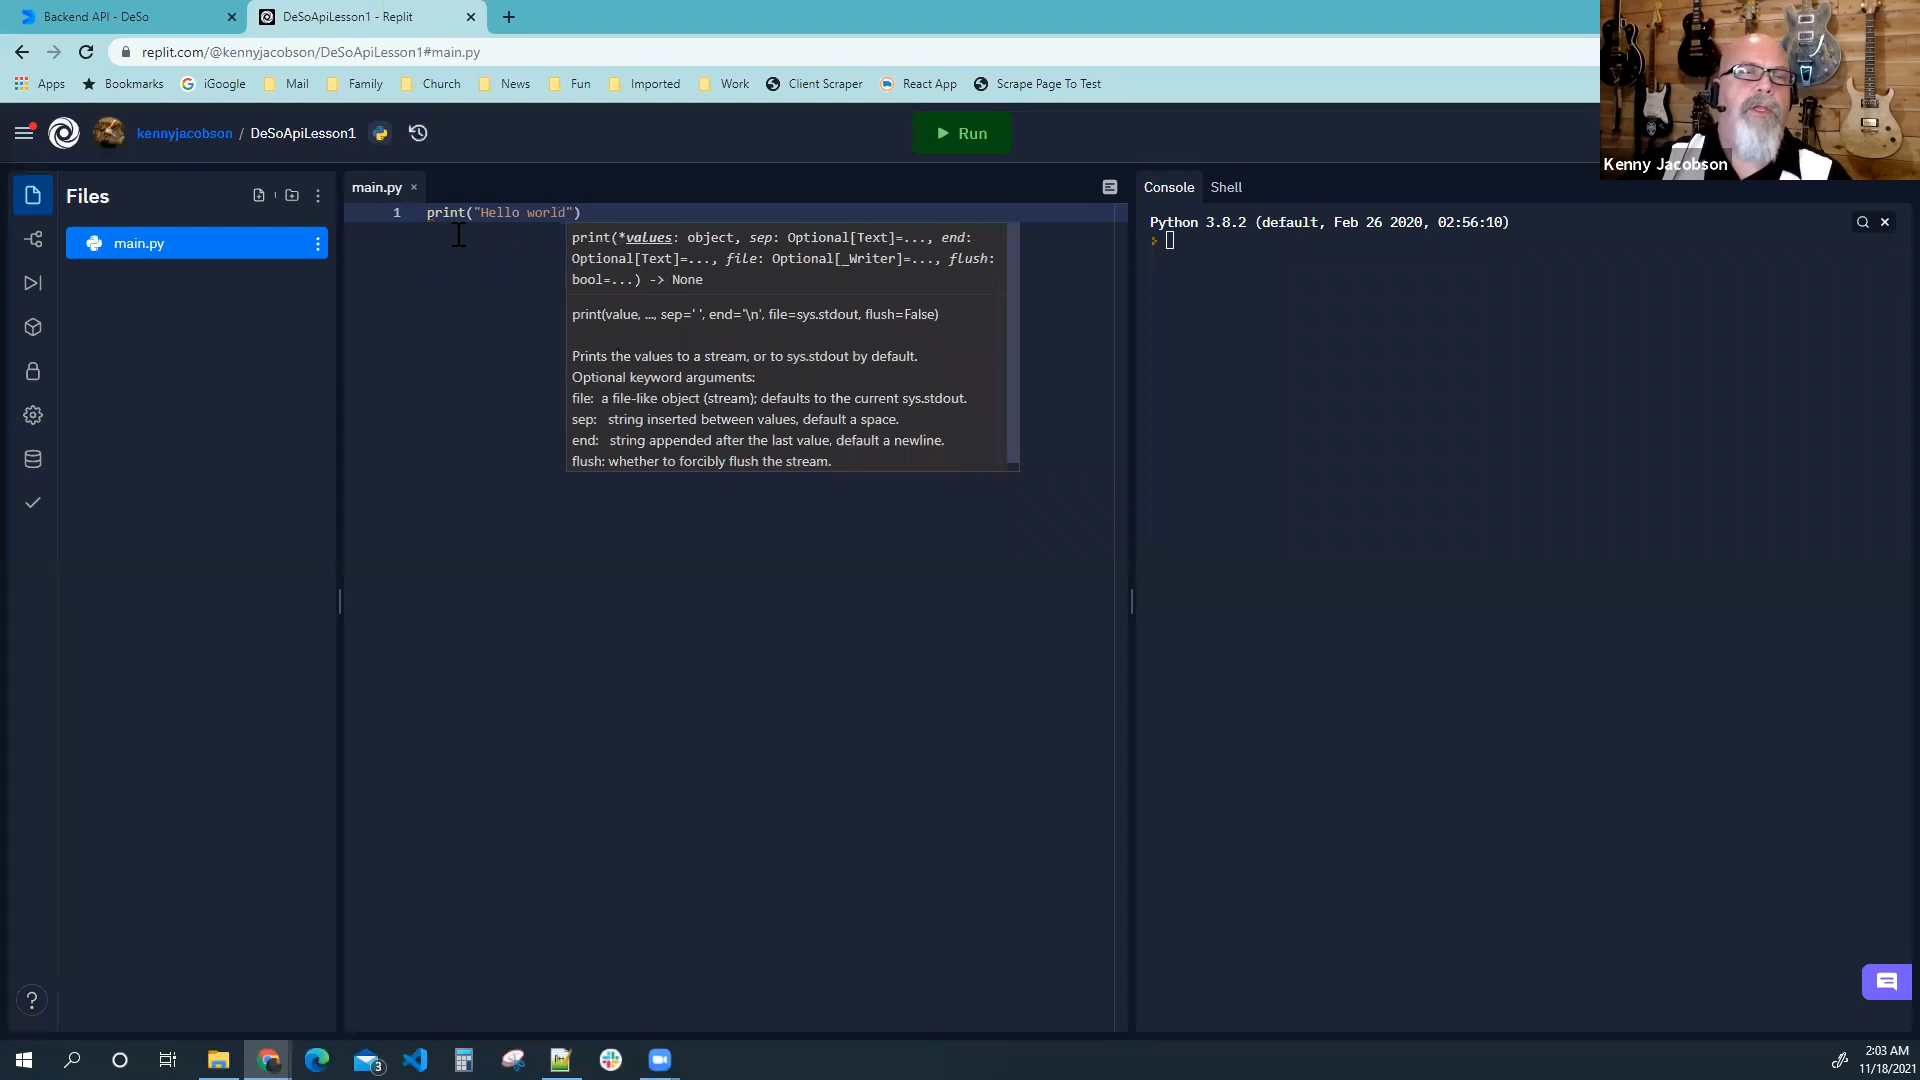 Backend API - DeSo
DeSoApiLesson1 - Replit
replit.com/@kennyjacobson/DeSoApiLesson1#main.py
Apps
Bookmarks
iGoogle
Mail
Family
Church
News
Fun
Imported
Work
Client Scraper
React App
Scrape Page To Test
kennyjacobson / DeSoApiLesson1
Run
Kenny Jacobson
Files
main.py
main.py
1 print("Hello world")
print(*values: object, sep: Optional[Text]=..., end:
Optional[Text]=..., file: Optional[_Writer]=..., flush:
bool=...) -> None
print(value, ..., sep=' ', end='\n', file=sys.stdout, flush=False)
Prints the values to a stream, or to sys.stdout by default.
Optional keyword arguments:
file: a file-like object (stream); defaults to the current sys.stdout.
sep: string inserted between values, default a space.
end: string appended after the last value, default a newline.
flush: whether to forcibly flush the stream.
Console
Shell
Python 3.8.2 (default, Feb 26 2020, 02:56:10)
3
2:03 AM
11/18/2021